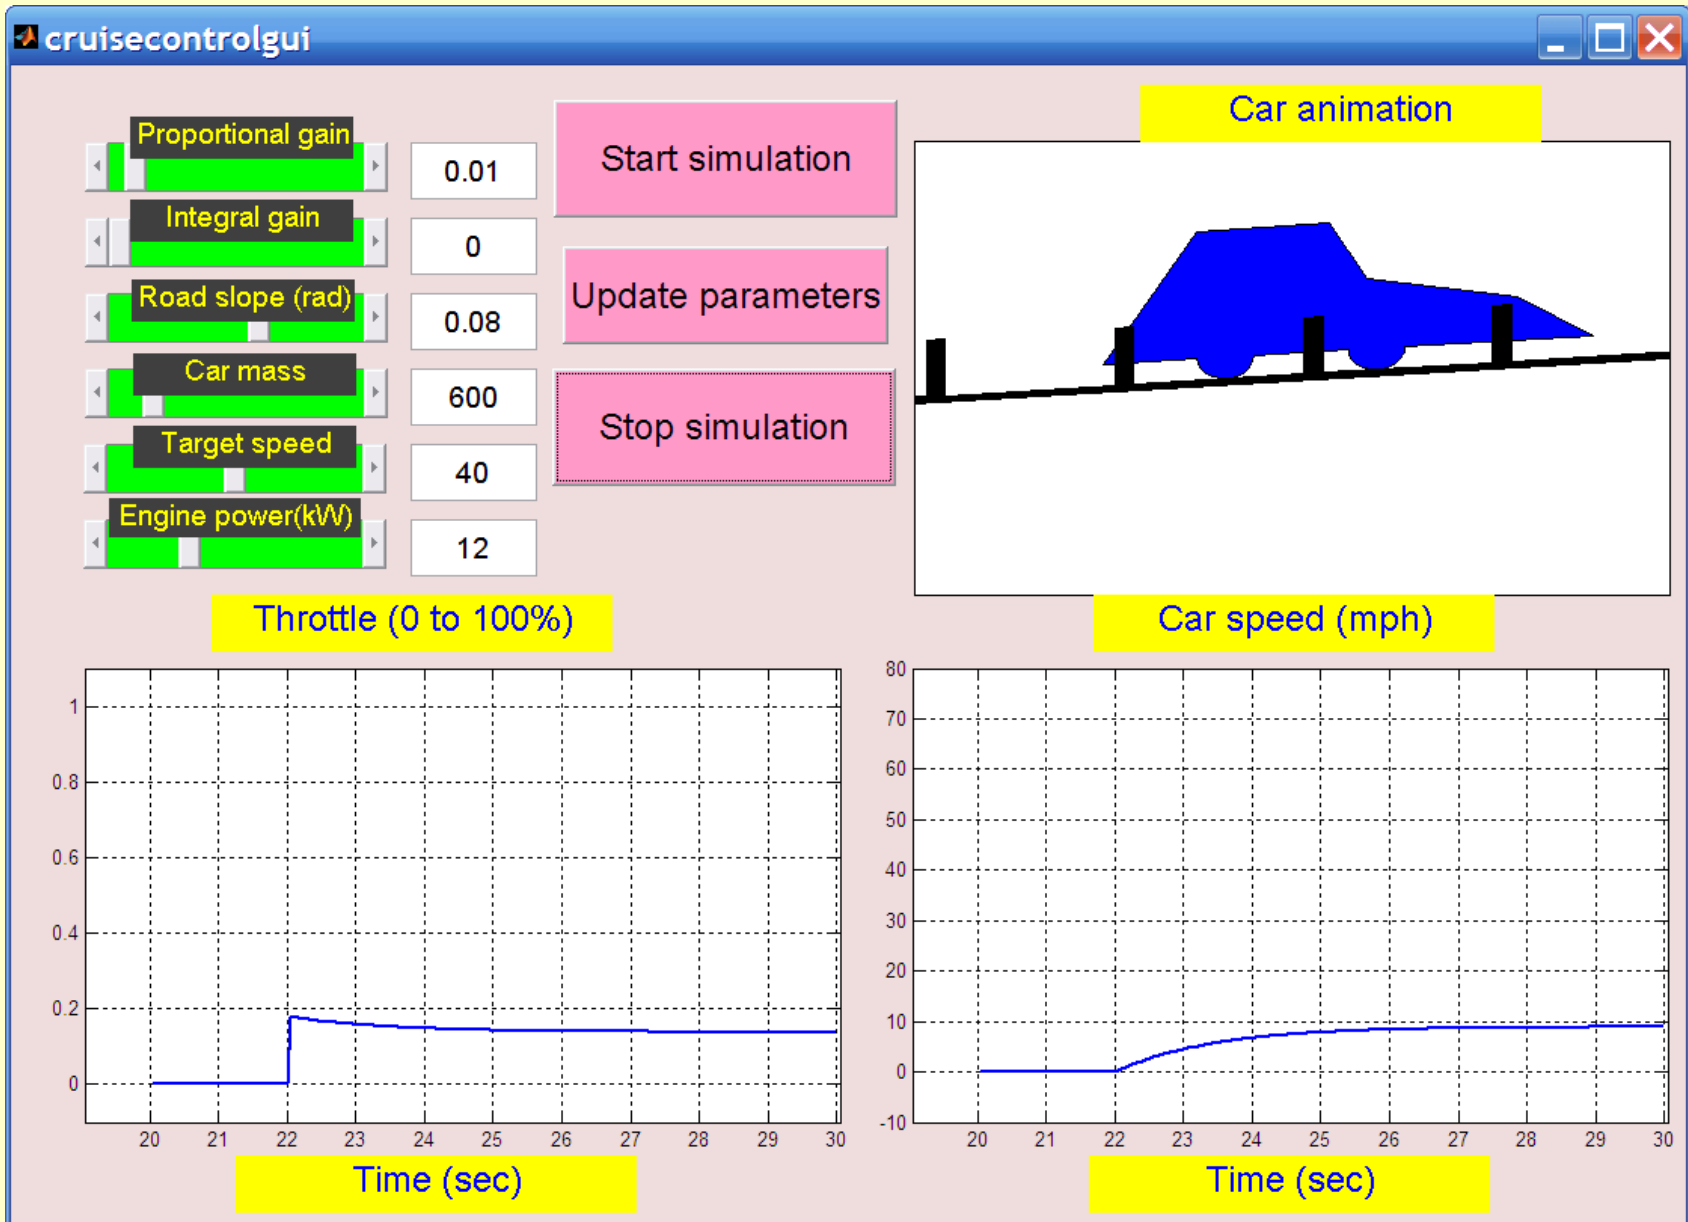 cruisecontrolgui
Proportional gain
0.01
Integral gain
0
Road slope (rad)
0.08
Car mass
600
Target speed
40
Engine power(kW)
12
Start simulation
Update parameters
Stop simulation
Car animation
Throttle (0 to 100%)
1
0.8
0.6
0.4
0.2
0
20 21 22 23 24 25 26 27 28 29 30
Time (sec)
Car speed (mph)
80
70
60
50
40
30
20
10
0
-10
20 21 22 23 24 25 26 27 28 29 30
Time (sec)